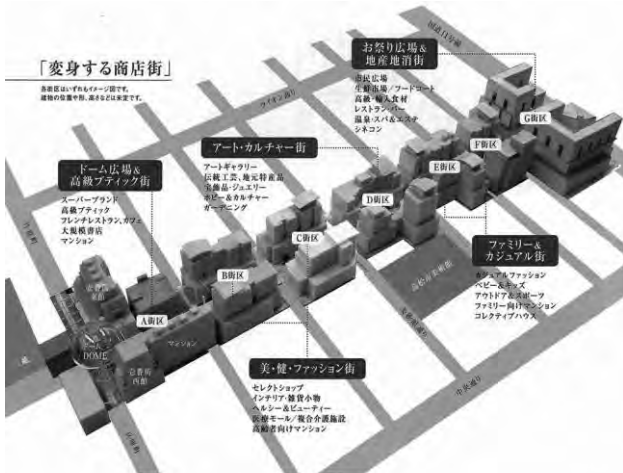 「変身する商店街」
各街区はいずれもイメージ図です。
建物の位置や形、高さなどは未定です。
お祭り広場＆
地産地消街
市民広場
生鮮市場／フードコート
高級・輸入食材
レストラン・バー
温泉・スパ＆エステ
シネコン
アート・カルチャー街
アートギャラリー
伝統工芸、地元特産品
宝飾品・ジュエリー
ホビー＆カルチャー
ガーデニング
ドーム広場＆
高級ブティック街
スーパーブランド
高級ブティック
フレンチレストラン、カフェ
大規模書店
マンション
G街区
F街区
E街区
D街区
C街区
B街区
A街区
マンション
DOME
ライオン通り
高松市美術館
中央通り
ファミリー＆
カジュアル街
カジュアルファッション
ベビー＆キッズ
アウトドア＆スポーツ
ファミリー向けマンション
コレクティブハウス
美・健・ファッション街
セレクトショップ
インテリア・雑貨小物
ヘルシー＆ビューティー
医療モール／複合介護施設
高齢者向けマンション